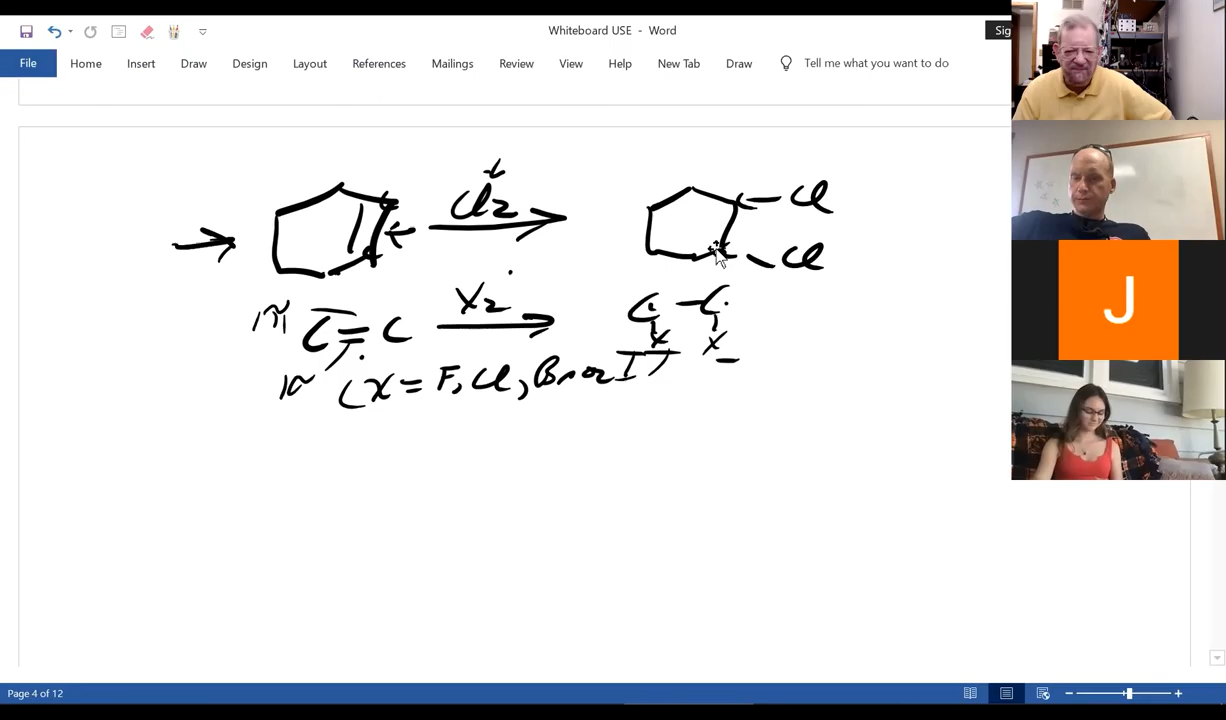 Whiteboard USE - Word
Sig
File Home Insert Draw Design Layout References Mailings Review View Help New Tab Draw Tell me what you want to do
Cl2
Cl
Cl
X2
C = C
C - C
X X
(X = F, Cl, Br or I)
J
Page 4 of 12